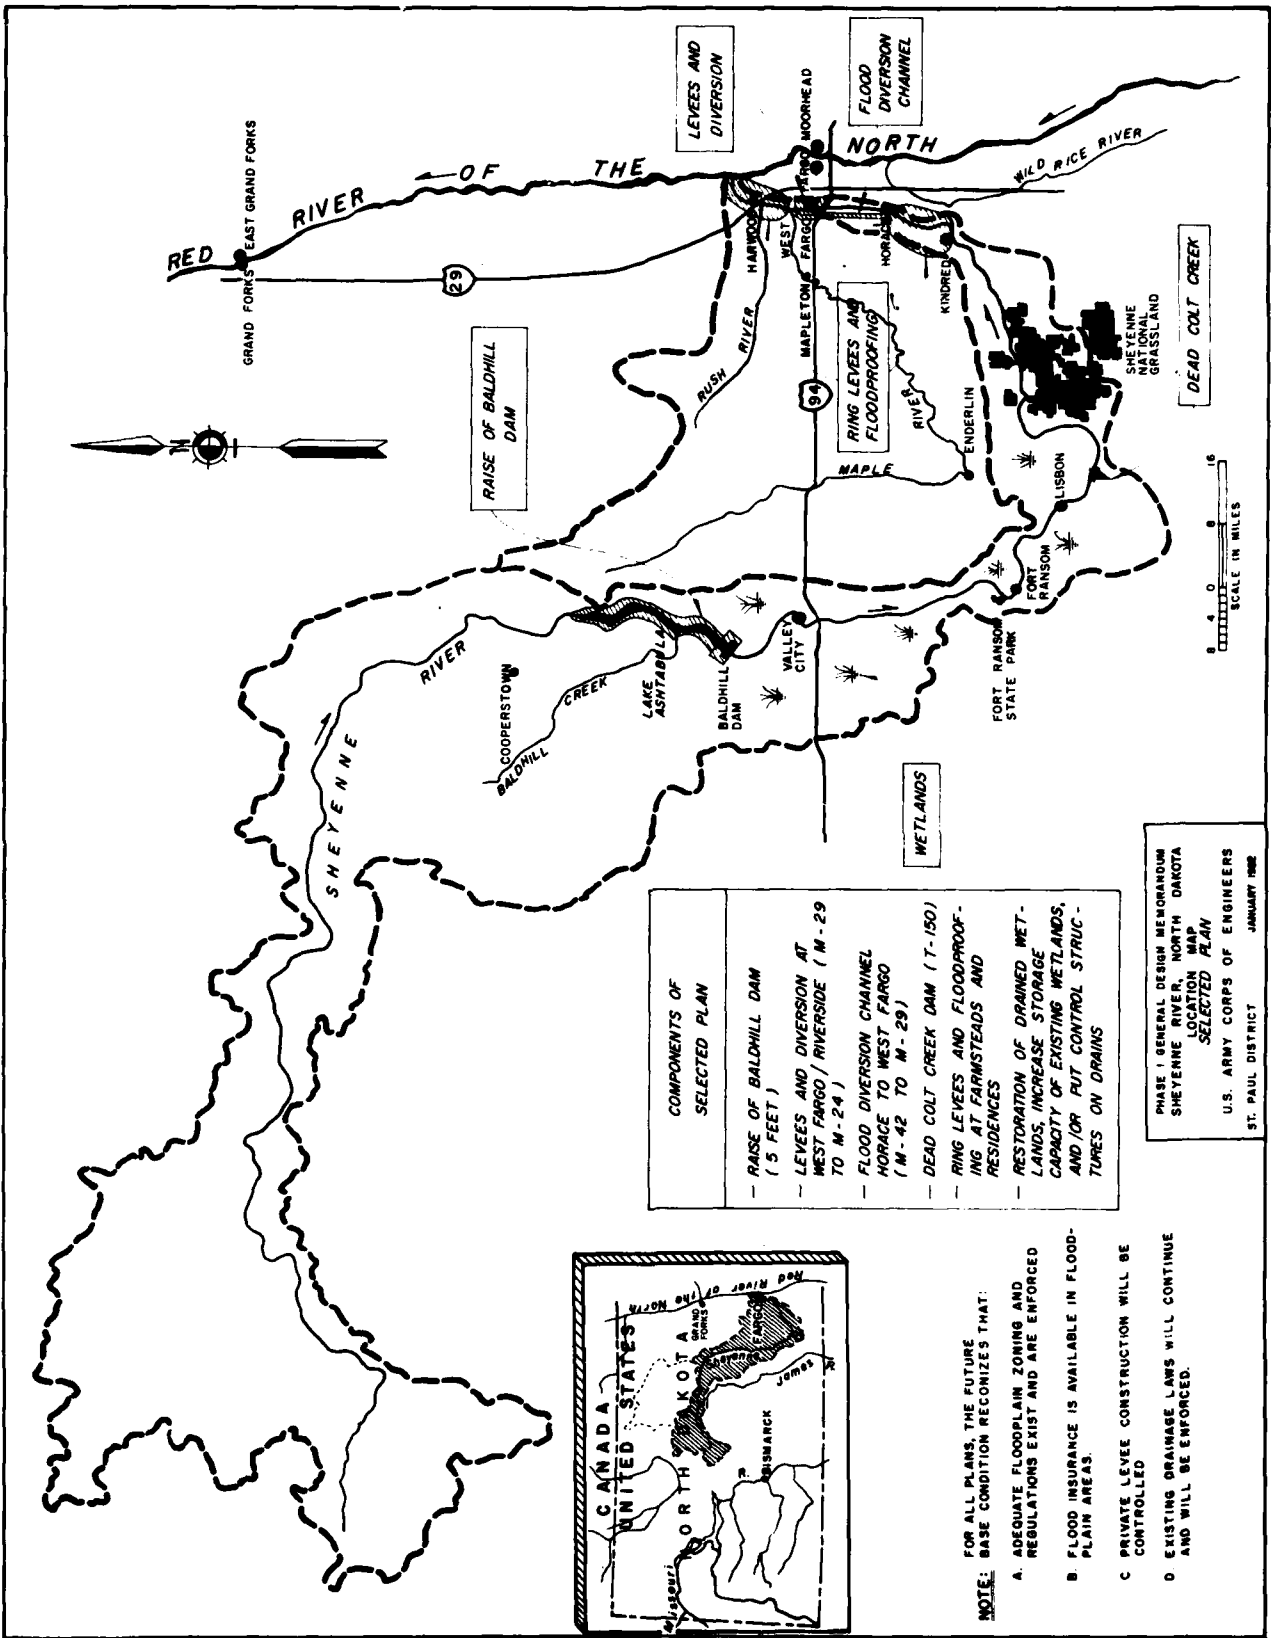 RED RIVER OF THE NORTH
GRAND FORKS
EAST GRAND FORKS
29
LEVEES AND
DIVERSION
FLOOD
DIVERSION
CHANNEL
FARGO
MOORHEAD
WILD RICE RIVER
HARWOOD
WEST
FARGO
HORACE
KINDRED
MAPLETON
RUSH RIVER
RING LEVEES AND
FLOODPROOFING
94
MAPLE RIVER
ENDERLIN
SHEYENNE
NATIONAL
GRASSLAND
DEAD COLT CREEK
LISBON
RAISE OF BALDHILL
DAM
N
SHEYENNE RIVER
COOPERSTOWN
BALDHILL CREEK
LAKE
ASHTABULA
BALDHILL
DAM
VALLEY
CITY
FORT
RANSOM
FORT RANSOM
STATE PARK
WETLANDS
8 4 0 8 16
SCALE IN MILES
COMPONENTS OF
SELECTED PLAN
— RAISE OF BALDHILL DAM
( 5 FEET )
— LEVEES AND DIVERSION AT
WEST FARGO / RIVERSIDE ( M - 29
TO M - 24 )
— FLOOD DIVERSION CHANNEL
HORACE TO WEST FARGO
( M - 42 TO M - 29 )
— DEAD COLT CREEK DAM ( T - 150 )
— RING LEVEES AND FLOODPROOF-
ING AT FARMSTEADS AND
RESIDENCES
— RESTORATION OF DRAINED WET-
LANDS, INCREASE STORAGE
CAPACITY OF EXISTING WETLANDS,
AND/OR PUT CONTROL STRUC-
TURES ON DRAINS
CANADA
UNITED STATES
NORTH DAKOTA
Red River of the North
GRAND
FORKS
FARGO
Sheyenne
James
R
BISMARCK
R.
Missouri
NOTE: FOR ALL PLANS, THE FUTURE
BASE CONDITION RECONIZES THAT:
A. ADEQUATE FLOODPLAIN ZONING AND
REGULATIONS EXIST AND ARE ENFORCED
B. FLOOD INSURANCE IS AVAILABLE IN FLOOD-
PLAIN AREAS.
C PRIVATE LEVEE CONSTRUCTION WILL BE
CONTROLLED
D EXISTING DRAINAGE LAWS WILL CONTINUE
AND WILL BE ENFORCED.
PHASE I GENERAL DESIGN MEMORANDUM
SHEYENNE RIVER, NORTH DAKOTA
LOCATION MAP
SELECTED PLAN
U.S. ARMY CORPS OF ENGINEERS
ST. PAUL DISTRICT JANUARY 1982